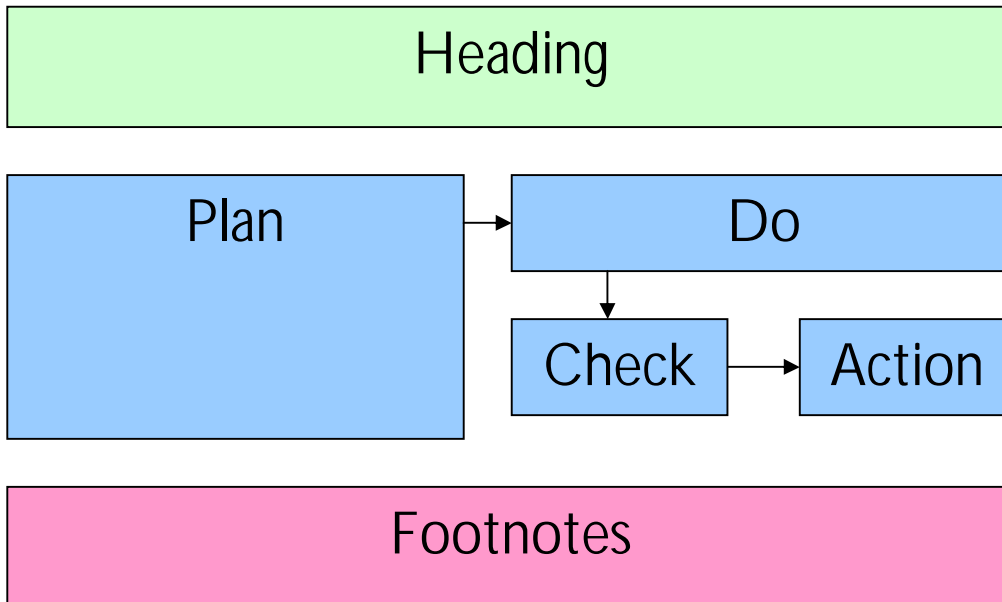 Heading
Plan
Do
Check
Action
Footnotes